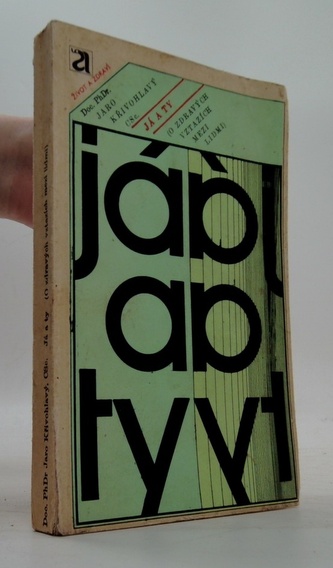 ŽIVOT A ZDRAVÍ
Doc. PhDr.
JARO
KŘIVOHLAVÝ
CSc.
JÁ A TY
(O ZDRAVÝCH
VZTAZÍCH
MEZI
LIDMI)
já
a
ty
Doc. PhDr Jaro Křivohlavý, CSc. Já a ty (O zdravých vztazích mezi lidmi)